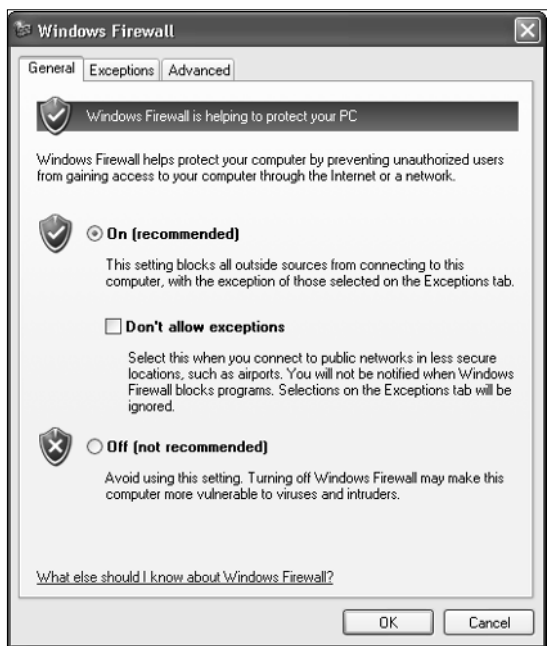 Windows Firewall
General
Exceptions
Advanced
Windows Firewall is helping to protect your PC
Windows Firewall helps protect your computer by preventing unauthorized users
from gaining access to your computer through the Internet or a network.
On (recommended)
This setting blocks all outside sources from connecting to this
computer, with the exception of those selected on the Exceptions tab.
Don't allow exceptions
Select this when you connect to public networks in less secure
locations, such as airports. You will not be notified when Windows
Firewall blocks programs. Selections on the Exceptions tab will be
ignored.
Off (not recommended)
Avoid using this setting. Turning off Windows Firewall may make this
computer more vulnerable to viruses and intruders.
What else should I know about Windows Firewall?
OK
Cancel